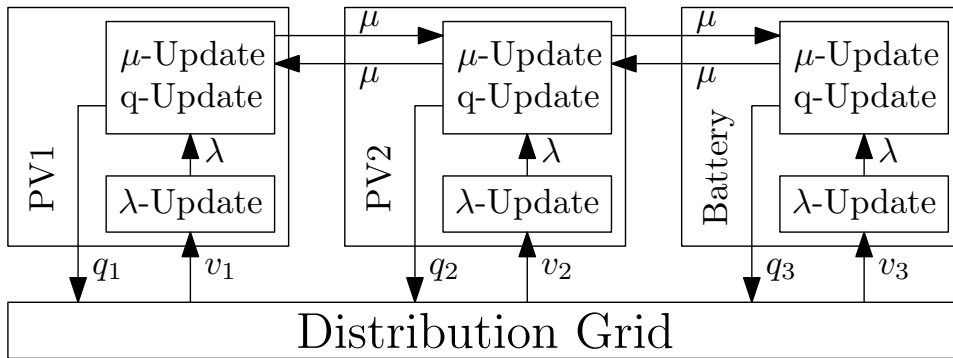 μ
μ
μ-Update
q-Update
μ-Update
q-Update
μ-Update
q-Update
μ
μ
PV1
λ
PV2
λ
Battery
λ
λ-Update
λ-Update
λ-Update
q1
v1
q2
v2
q3
v3
Distribution Grid